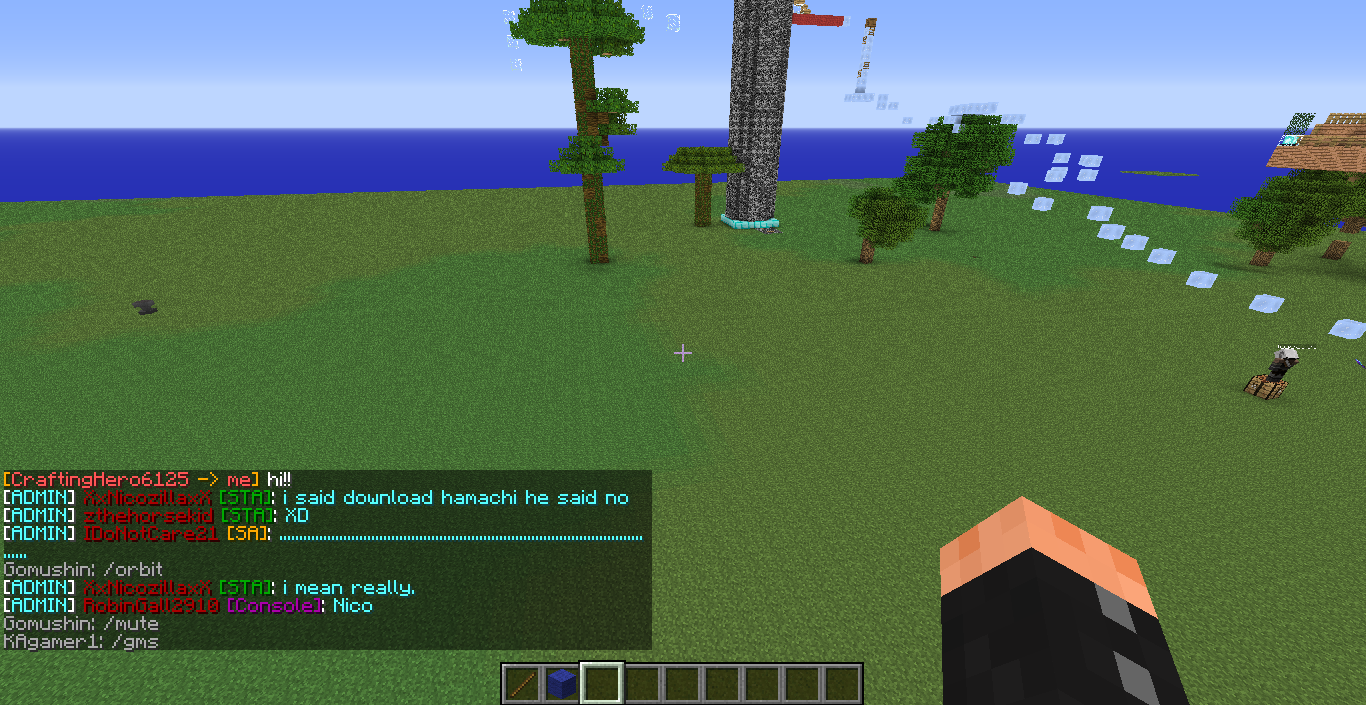 [CraftingHero6125 -> me] hi!!
[ADMIN] XxNicozillaxX [STA]: i said download hamachi he said no
[ADMIN] zthehorsekid [STA]: XD
[ADMIN] IDoNotCare21 [SA]: ..........................................................................................
......
Gomushin: /orbit
[ADMIN] XxNicozillaxX [STA]: i mean really.
[ADMIN] RobinGall2910 [Console]: Nico
Gomushin: /mute
KAgamer1: /gms